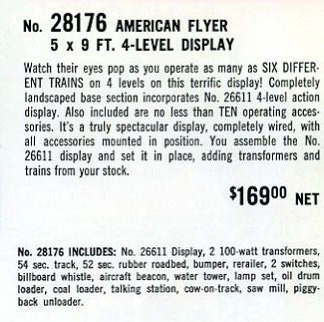 No. 28176 AMERICAN FLYER
5 x 9 FT. 4-LEVEL DISPLAY
Watch their eyes pop as you operate as many as SIX DIFFER-
ENT TRAINS on 4 levels on this terrific display! Completely
landscaped base section incorporates No. 26611 4-level action
display. Also included are no less than TEN operating acces-
sories. It's a truly spectacular display, completely wired, with
all accessories mounted in position. You assemble the No.
26611 display and set it in place, adding transformers and
trains from your stock.
$16900 NET
No. 28176 INCLUDES: No. 26611 Display, 2 100-watt transformers,
54 sec. track, 52 sec. rubber roadbed, bumper, rerailer, 2 switches,
billboard whistle, aircraft beacon, water tower, lamp set, oil drum
loader, coal loader, talking station, cow-on-track, saw mill, piggy-
back unloader.